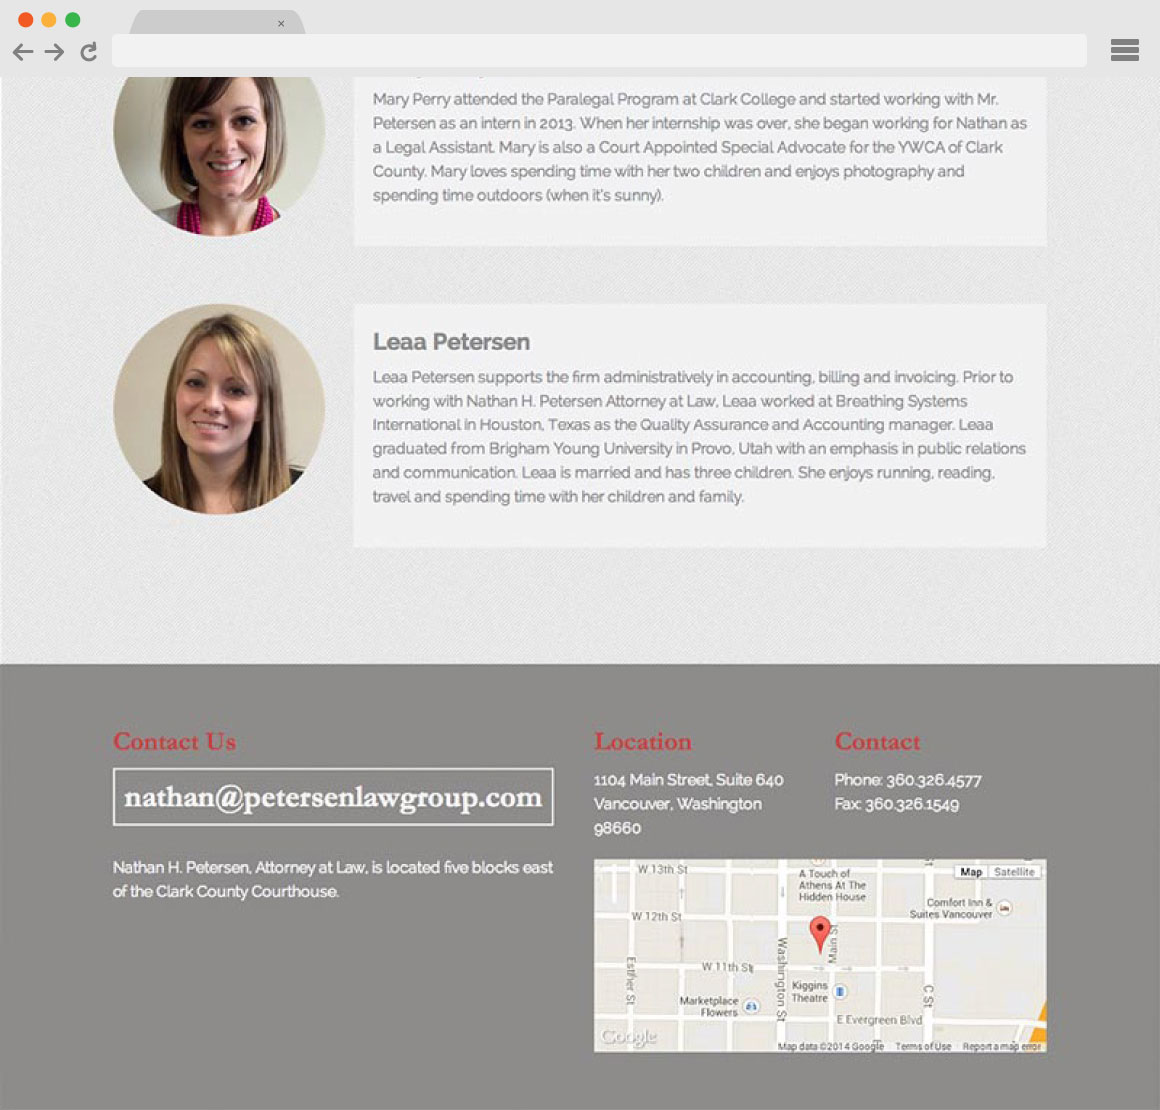 Mary Perry attended the Paralegal Program at Clark College and started working with Mr.
Petersen as an intern in 2013. When her internship was over, she began working for Nathan as
a Legal Assistant. Mary is also a Court Appointed Special Advocate for the YWCA of Clark
County. Mary loves spending time with her two children and enjoys photography and
spending time outdoors (when it's sunny).
Leaa Petersen
Leaa Petersen supports the firm administratively in accounting, billing and invoicing. Prior to
working with Nathan H. Petersen Attorney at Law, Leaa worked at Breathing Systems
International in Houston, Texas as the Quality Assurance and Accounting manager. Leaa
graduated from Brigham Young University in Provo, Utah with an emphasis in public relations
and communication. Leaa is married and has three children. She enjoys running, reading,
travel and spending time with her children and family.
Contact Us
nathan@petersenlawgroup.com
Nathan H. Petersen, Attorney at Law, is located five blocks east
of the Clark County Courthouse.
Location
1104 Main Street, Suite 640
Vancouver, Washington
98660
Contact
Phone: 360.326.4577
Fax: 360.326.1549
W 13th St
A Touch of
Athens At The
Hidden House
Map
Satellite
Comfort Inn &
Suites Vancouver
W 12th St
Main St
Washington St
W 11th St
Esther St
Kiggins
Theatre
C St
Marketplace
Flowers
E Evergreen Blvd
Google
Map data ©2014 Google
Terms of Use
Report a map error